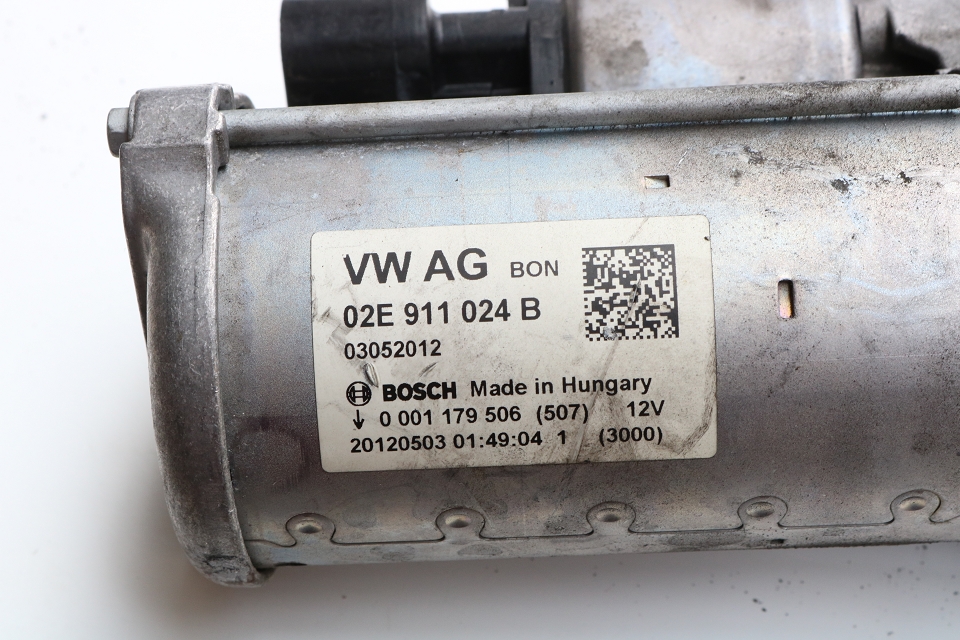 VW AG BON
02E 911 024 B
03052012
BOSCH Made in Hungary
↓ 0 001 179 506 (507) 12V
20120503 01:49:04 1 (3000)